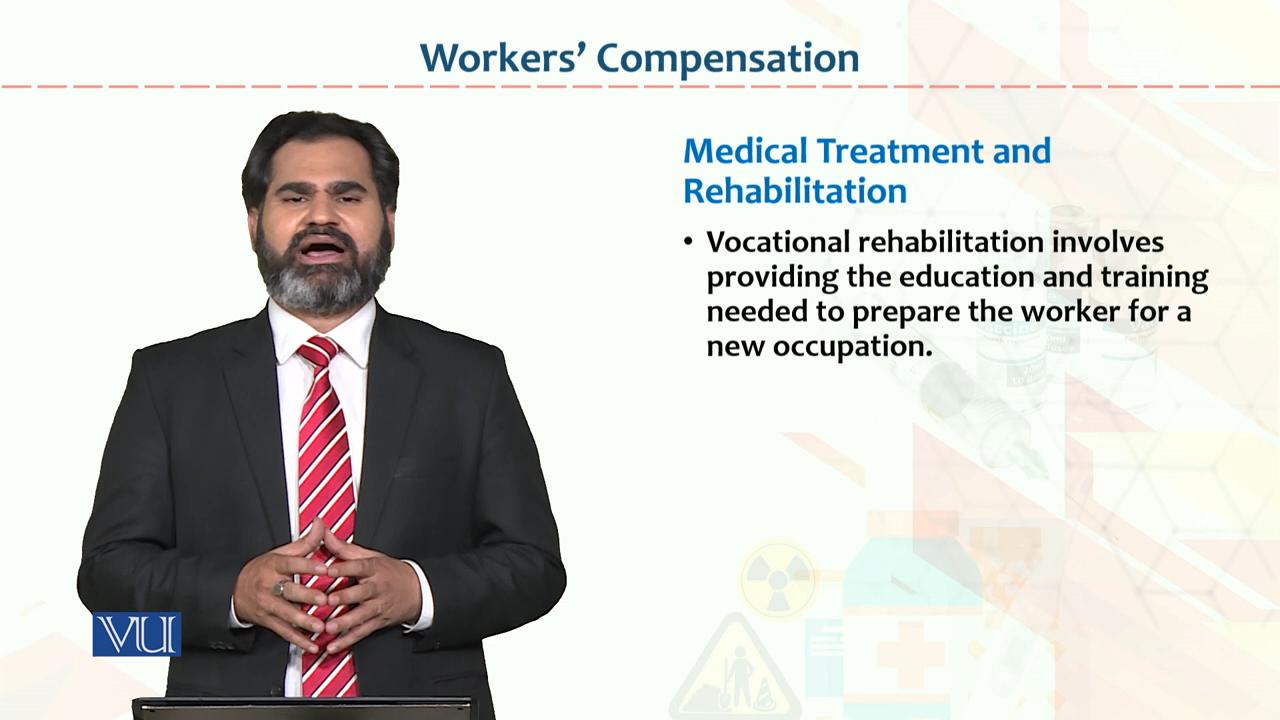 Workers’ Compensation
Medical Treatment and
Rehabilitation
• Vocational rehabilitation involves
providing the education and training
needed to prepare the worker for a
new occupation.
VU